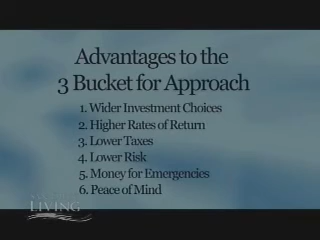 Advantages to the
3 Bucket for Approach
1. Wider Investment Choices
2. Higher Rates of Return
3. Lower Taxes
4. Lower Risk
5. Money for Emergencies
6. Peace of Mind
LIVING